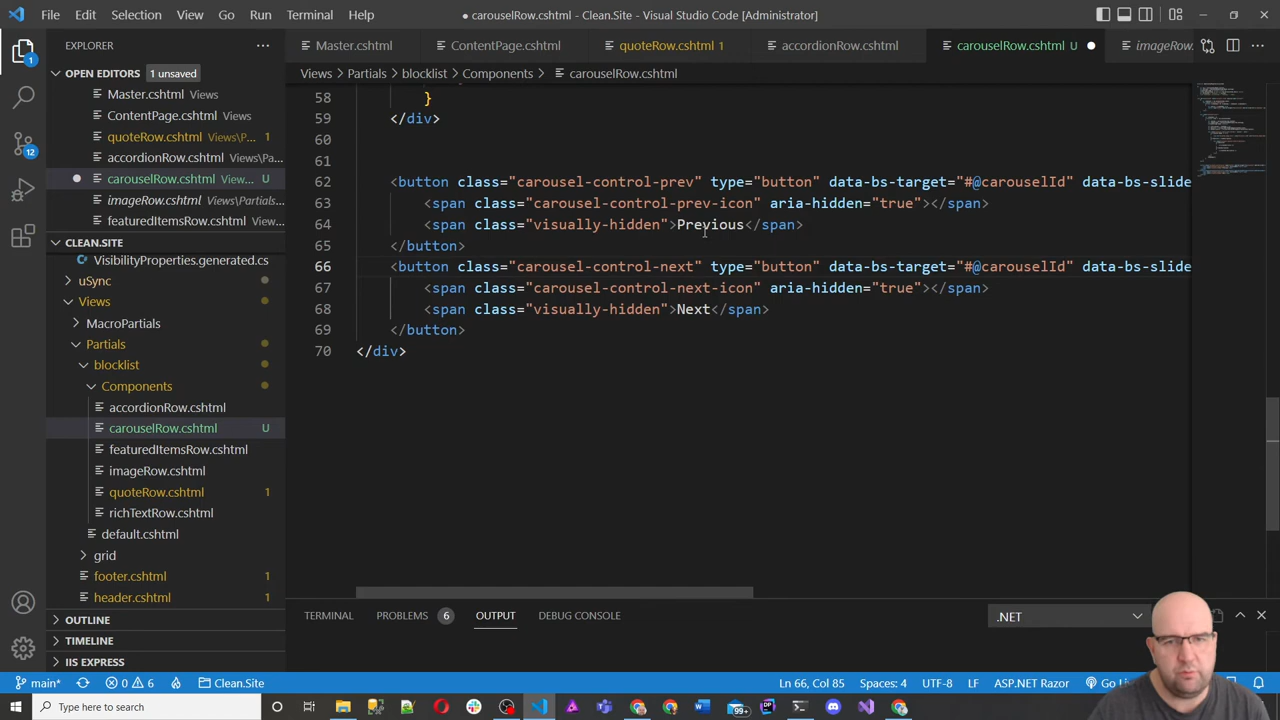 File Edit Selection View Go Run Terminal Help
carouselRow.cshtml - Clean.Site - Visual Studio Code [Administrator]
EXPLORER
Master.cshtml
ContentPage.cshtml
quoteRow.cshtml 1
accordionRow.cshtml
carouselRow.cshtml U
imageRow.
OPEN EDITORS 1 unsaved
Views > Partials > blocklist > Components > carouselRow.cshtml
Master.cshtml Views
ContentPage.cshtml Views
quoteRow.cshtml Views\P... 1
accordionRow.cshtml Views\Pa...
carouselRow.cshtml View... U
imageRow.cshtml Views\Partials...
featuredItemsRow.cshtml View...
CLEAN.SITE
VisibilityProperties.generated.cs
uSync
Views
MacroPartials
Partials
blocklist
Components
accordionRow.cshtml
carouselRow.cshtml U
featuredItemsRow.cshtml
imageRow.cshtml
quoteRow.cshtml 1
richTextRow.cshtml
default.cshtml
grid
footer.cshtml 1
header.cshtml 1
OUTLINE
TIMELINE
IIS EXPRESS
58 }
59 </div>
60
61
62 <button class="carousel-control-prev" type="button" data-bs-target="#@carouselId" data-bs-slide
63 <span class="carousel-control-prev-icon" aria-hidden="true"></span>
64 <span class="visually-hidden">Previous</span>
65 </button>
66 <button class="carousel-control-next" type="button" data-bs-target="#@carouselId" data-bs-slide
67 <span class="carousel-control-next-icon" aria-hidden="true"></span>
68 <span class="visually-hidden">Next</span>
69 </button>
70 </div>
TERMINAL PROBLEMS 6 OUTPUT DEBUG CONSOLE
.NET
1
12
main* 0 6 Clean.Site Ln 66, Col 85 Spaces: 4 UTF-8 LF ASP.NET Razor Go Li
Type here to search
99+